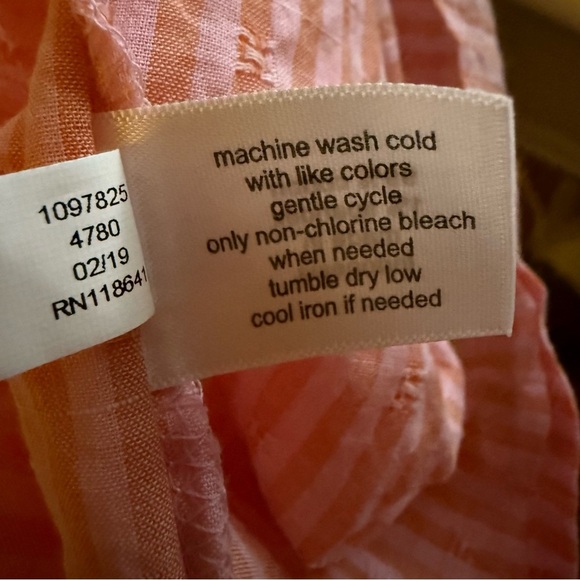 1097825
4780
02/19
RN118641
machine wash cold
with like colors
gentle cycle
only non-chlorine bleach
when needed
tumble dry low
cool iron if needed